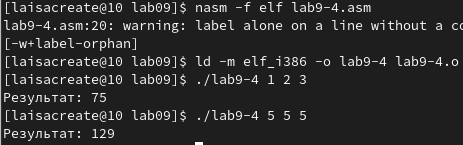 [laisacreate@10 lab09]$ nasm -f elf lab9-4.asm
lab9-4.asm:20: warning: label alone on a line without a co
[-w+label-orphan]
[laisacreate@10 lab09]$ ld -m elf_i386 -o lab9-4 lab9-4.o
[laisacreate@10 lab09]$ ./lab9-4 1 2 3
Результат: 75
[laisacreate@10 lab09]$ ./lab9-4 5 5 5
Результат: 129